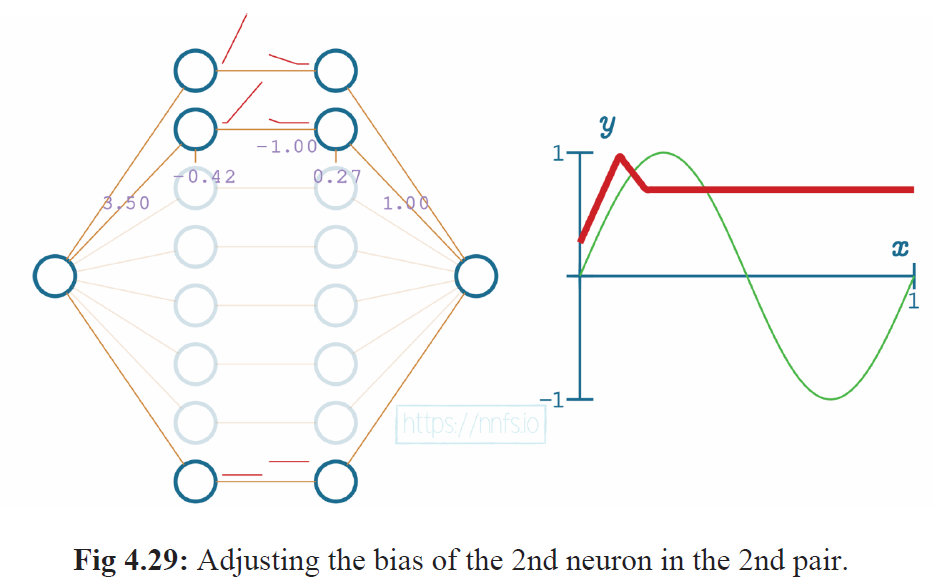 y
1
-1.00
-0.42
0.27
3.50
1.00
x
1
-1
https://nnfs.io
Fig 4.29: Adjusting the bias of the 2nd neuron in the 2nd pair.